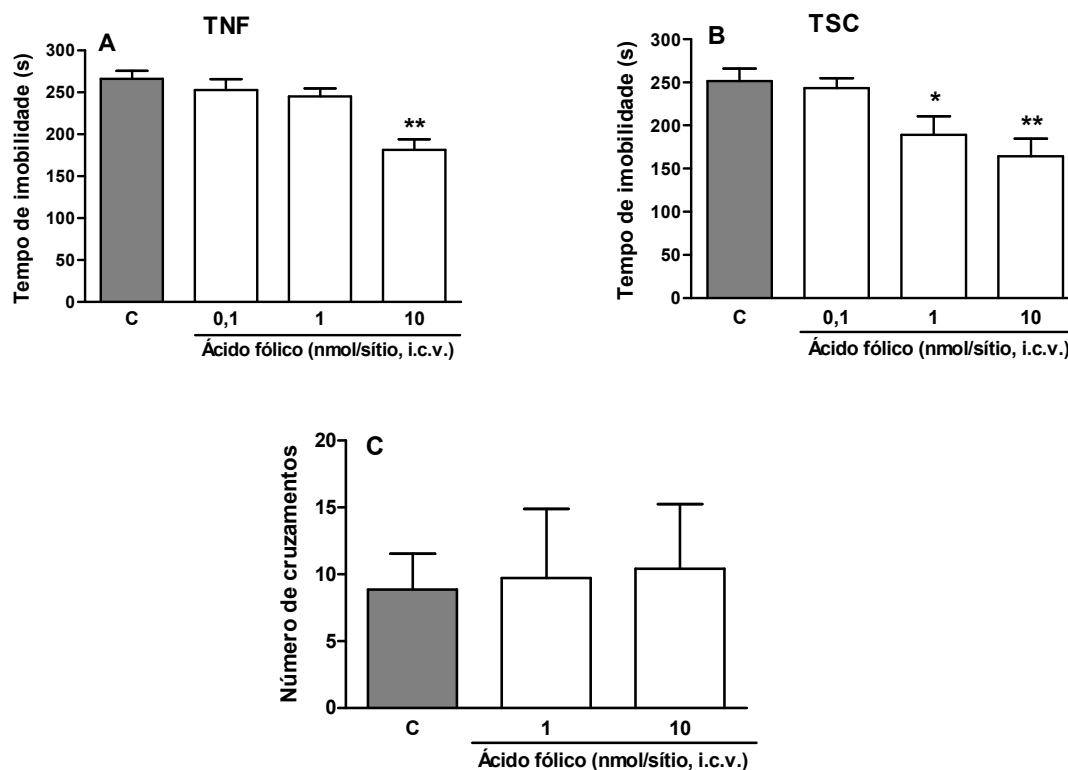 TNF
A
Tempo de imobilidade (s)
300
250
200
150
100
50
0
**
C
0,1
1
10
Ácido fólico (nmol/sítio, i.c.v.)
TSC
B
Tempo de imobilidade (s)
300
250
200
150
100
50
0
*
**
C
0,1
1
10
Ácido fólico (nmol/sítio, i.c.v.)
C
Número de cruzamentos
20
15
10
5
0
C
1
10
Ácido fólico (nmol/sítio, i.c.v.)